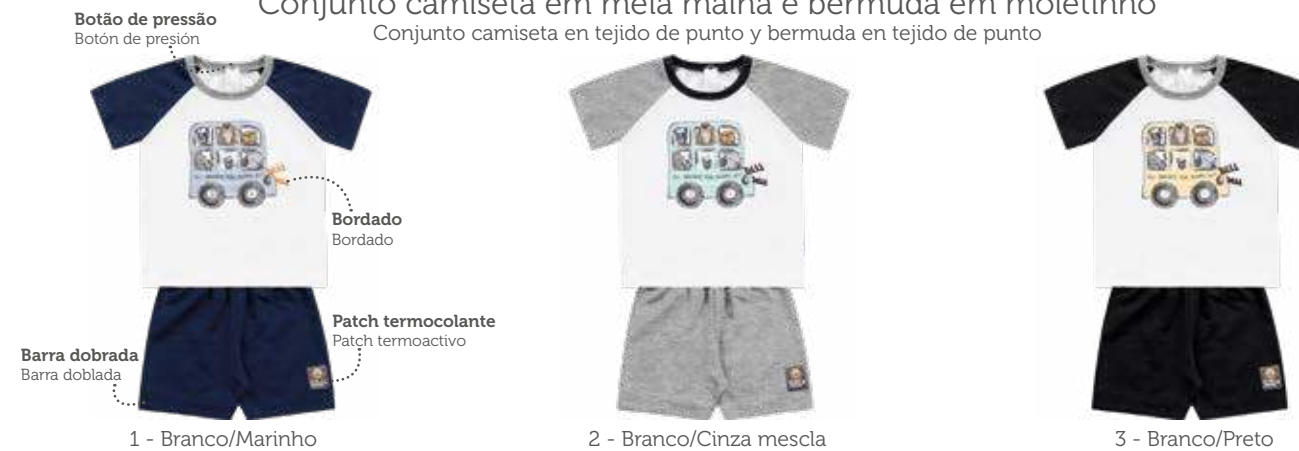 Conjunto camiseta em meia malha e bermuda em moletinho
Conjunto camiseta en tejido de punto y bermuda en tejido de punto
Botão de pressão
Botón de presión
Bordado
Bordado
Patch termocolante
Patch termoactivo
Barra dobrada
Barra doblada
1 - Branco/Marinho
2 - Branco/Cinza mescla
3 - Branco/Preto